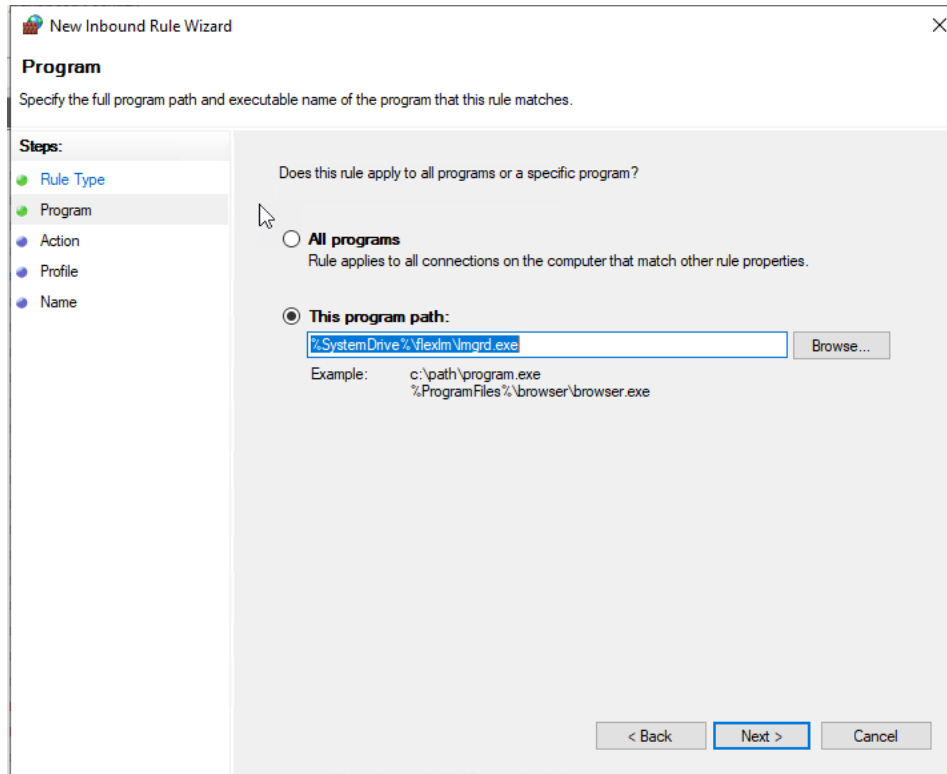 New Inbound Rule Wizard
Program
Specify the full program path and executable name of the program that this rule matches.
Steps:
Rule Type
Program
Action
Profile
Name
Does this rule apply to all programs or a specific program?
All programs
Rule applies to all connections on the computer that match other rule properties.
This program path:
%SystemDrive%\flexlm\lmgrd.exe
Browse...
Example: c:\path\program.exe
%ProgramFiles%\browser\browser.exe
< Back Next > Cancel